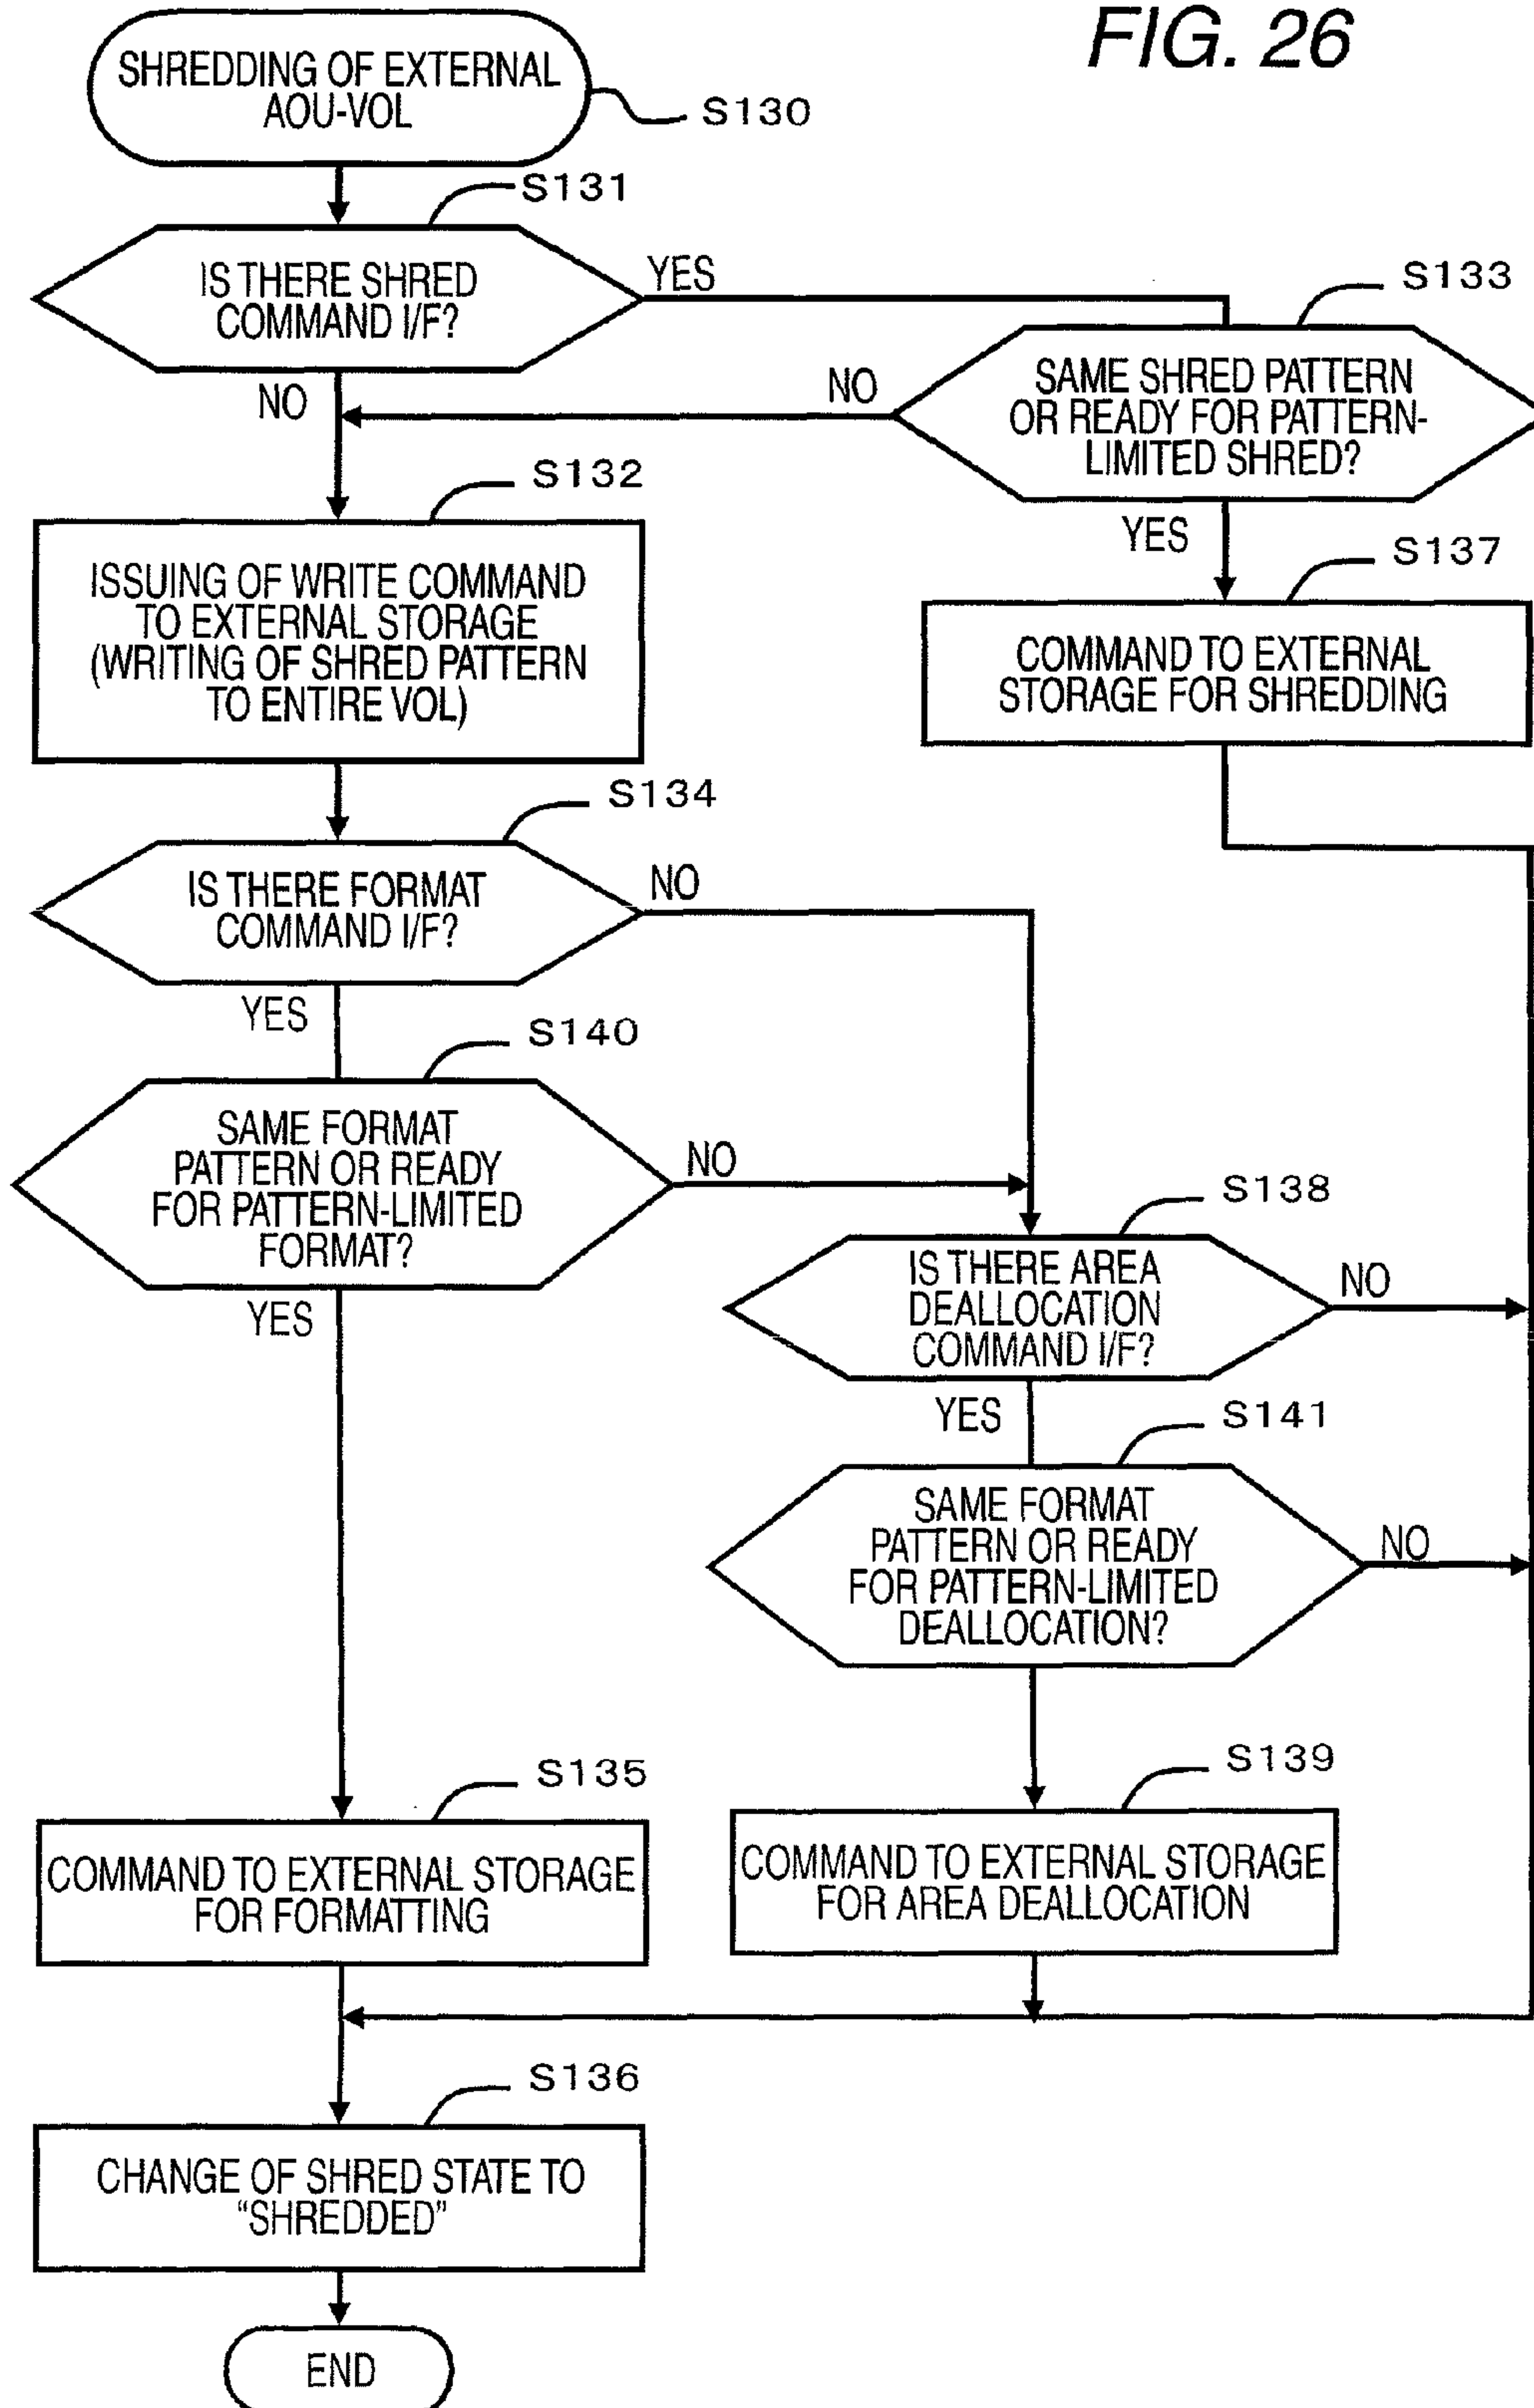 FIG. 26
SHREDDING OF EXTERNAL
AOU-VOL
S130
S131
IS THERE SHRED
COMMAND I/F?
YES
NO
S133
SAME SHRED PATTERN
OR READY FOR PATTERN-
LIMITED SHRED?
NO
YES
S132
ISSUING OF WRITE COMMAND
TO EXTERNAL STORAGE
(WRITING OF SHRED PATTERN
TO ENTIRE VOL)
S137
COMMAND TO EXTERNAL
STORAGE FOR SHREDDING
S134
IS THERE FORMAT
COMMAND I/F?
NO
YES
S140
SAME FORMAT
PATTERN OR READY
FOR PATTERN-LIMITED
FORMAT?
NO
YES
S138
IS THERE AREA
DEALLOCATION
COMMAND I/F?
NO
YES
S141
SAME FORMAT
PATTERN OR READY
FOR PATTERN-LIMITED
DEALLOCATION?
NO
S135
COMMAND TO EXTERNAL STORAGE
FOR FORMATTING
S139
COMMAND TO EXTERNAL STORAGE
FOR AREA DEALLOCATION
S136
CHANGE OF SHRED STATE TO
“SHREDDED”
END